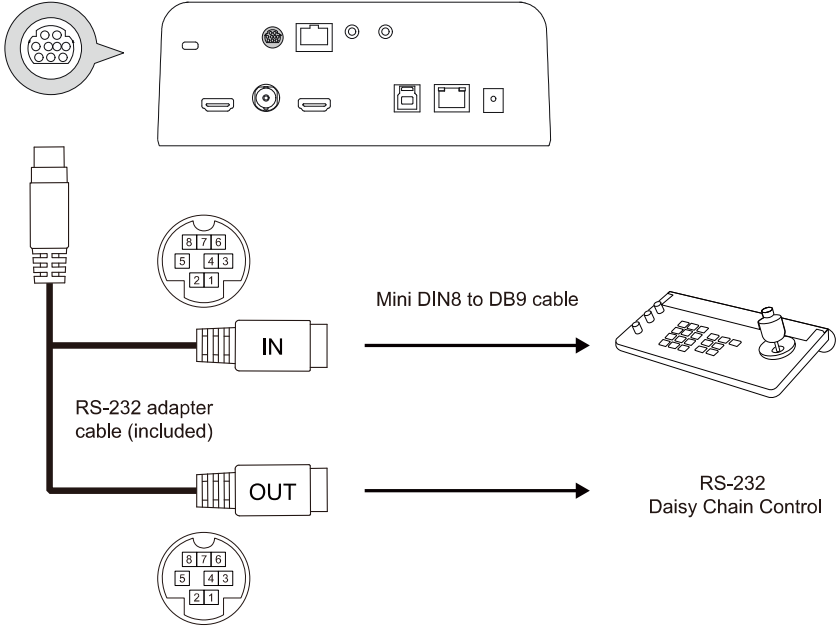 8 7 6
5 4 3
2 1
Mini DIN8 to DB9 cable
IN
RS-232 adapter
cable (included)
OUT
RS-232
Daisy Chain Control
8 7 6
5 4 3
2 1